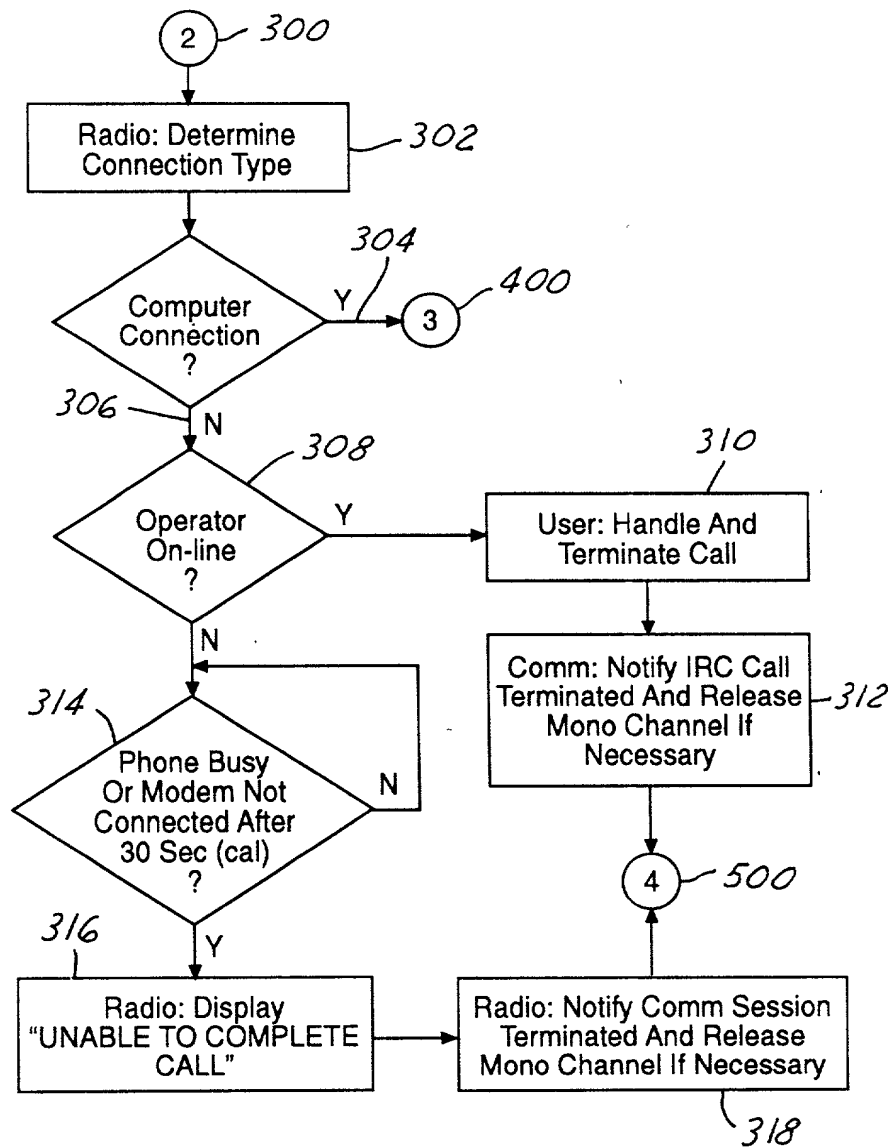 2
300
Radio: Determine
Connection Type
302
304
Computer
Connection
?
Y
3
400
306
N
308
310
Operator
On-line
?
Y
User: Handle And
Terminate Call
N
Comm: Notify IRC Call
Terminated And Release
Mono Channel If
Necessary
312
314
Phone Busy
Or Modem Not
Connected After
30 Sec (cal)
?
N
4
500
316
Y
Radio: Display
"UNABLE TO COMPLETE
CALL"
Radio: Notify Comm Session
Terminated And Release
Mono Channel If Necessary
318